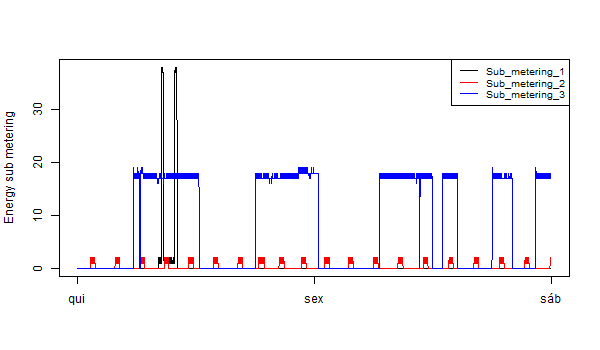 Sub_metering_1
Sub_metering_2
Sub_metering_3
Energy sub metering
30
20
10
0
qui sex sáb